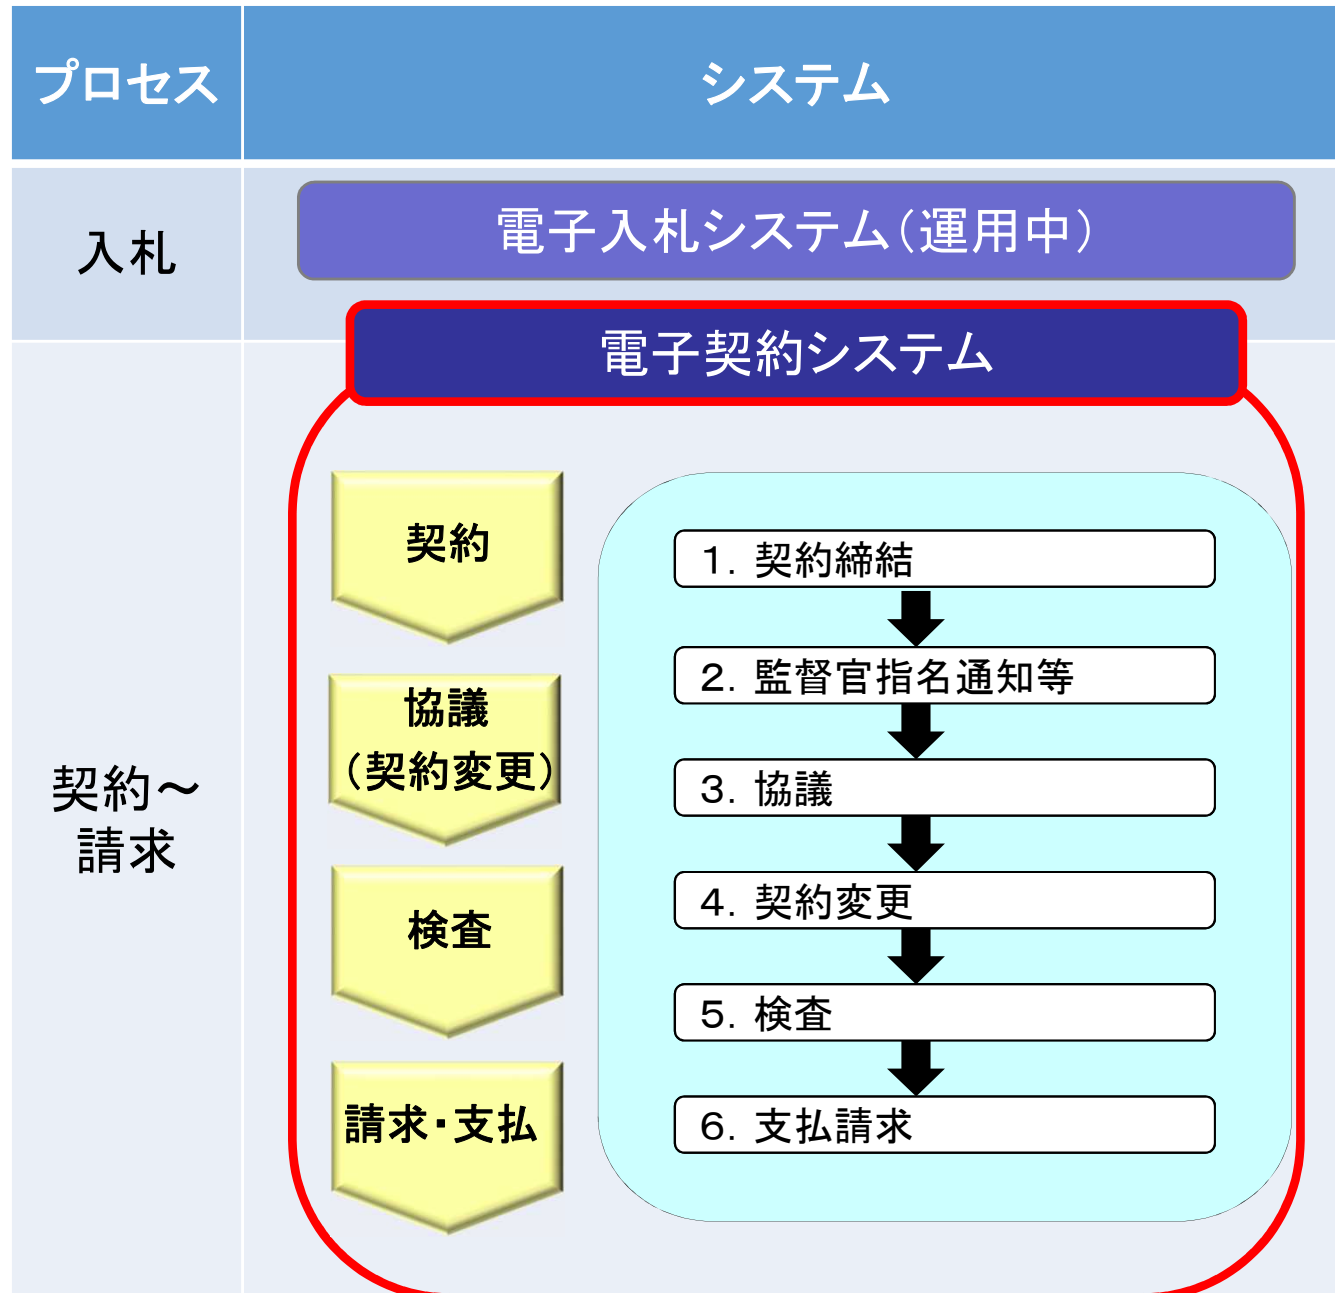 プロセス
システム
入札
電子入札システム（運用中）
電子契約システム
契約～
請求
契約
協議
（契約変更）
検査
請求・支払
１．契約締結
２．監督官指名通知等
３．協議
４．契約変更
５．検査
６．支払請求